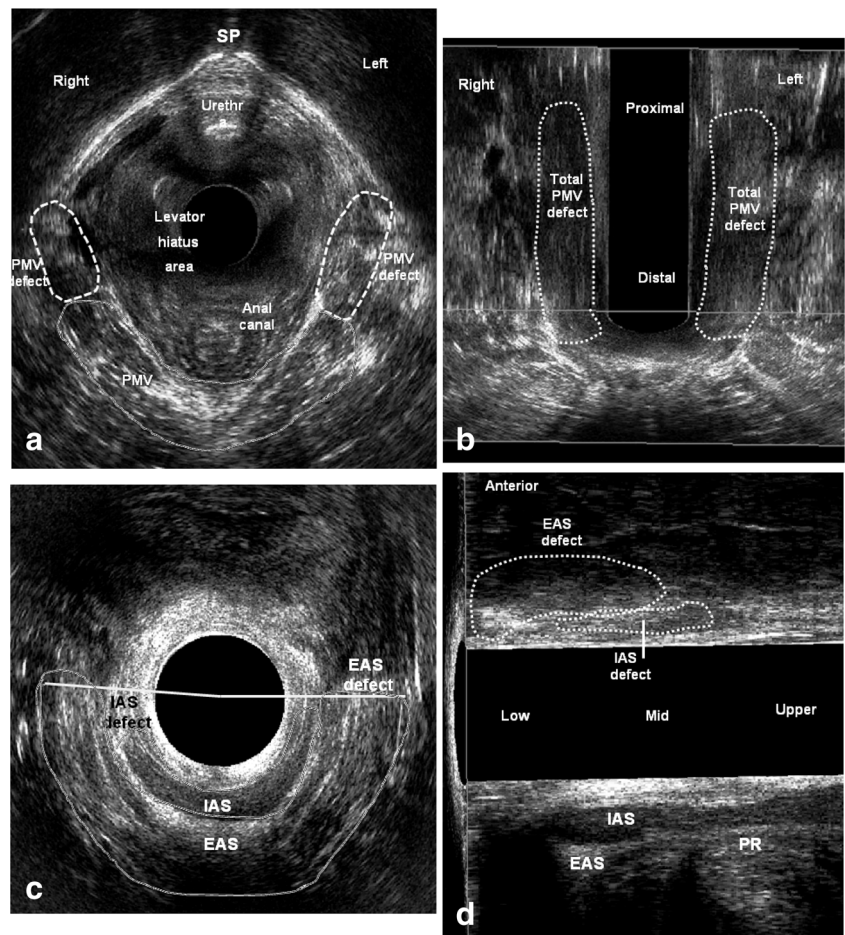 SP
Right
Left
Urethr
a
Levator
hiatus
area
PMV
defect
PMV
defect
Anal
canal
PMV
a
Right
Left
Proximal
Total
PMV
defect
Total
PMV
defect
Distal
b
EAS
defect
IAS
defect
IAS
EAS
c
Anterior
EAS
defect
IAS
defect
Low
Mid
Upper
IAS
EAS
PR
d